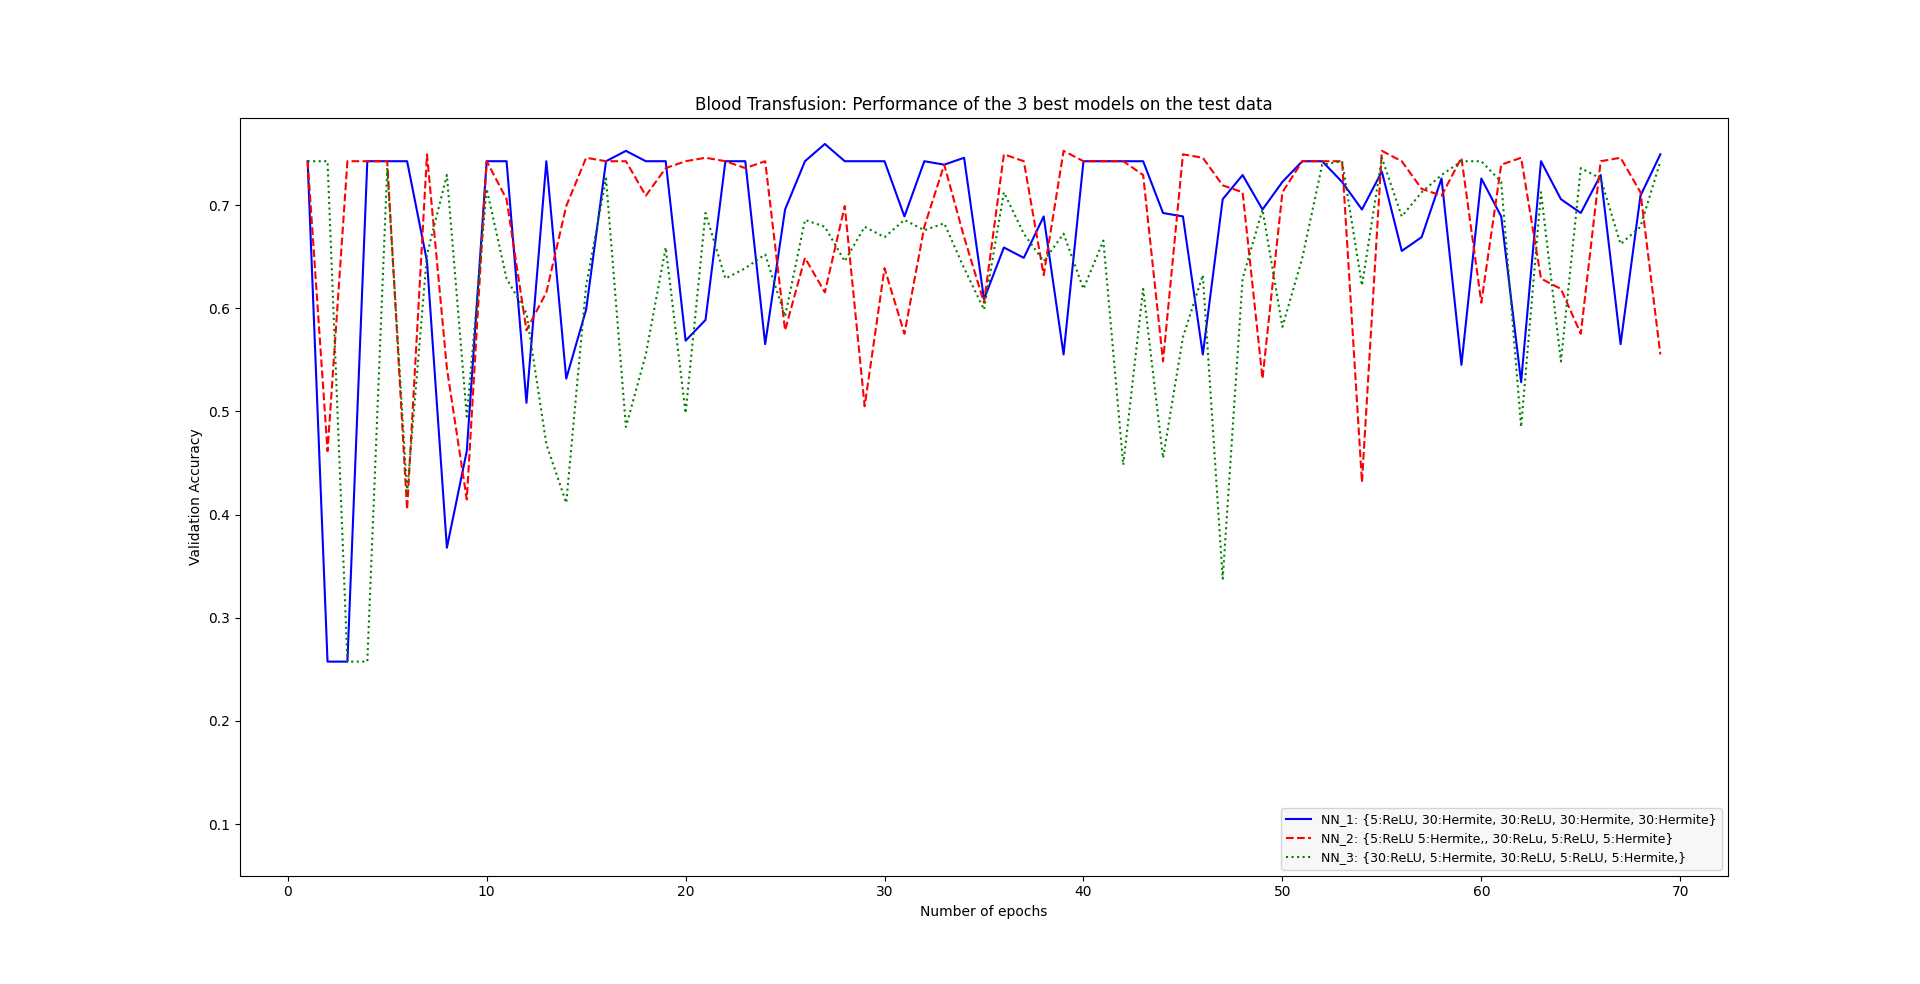 Blood Transfusion: Performance of the 3 best models on the test data
Validation Accuracy
0.7
0.6
0.5
0.4
0.3
0.2
0.1
NN_1: {5:ReLU, 30:Hermite, 30:ReLU, 30:Hermite, 30:Hermite}
NN_2: {5:ReLU 5:Hermite,, 30:ReLu, 5:ReLU, 5:Hermite}
NN_3: {30:ReLU, 5:Hermite, 30:ReLU, 5:ReLU, 5:Hermite,}
0 10 20 30 40 50 60 70
Number of epochs